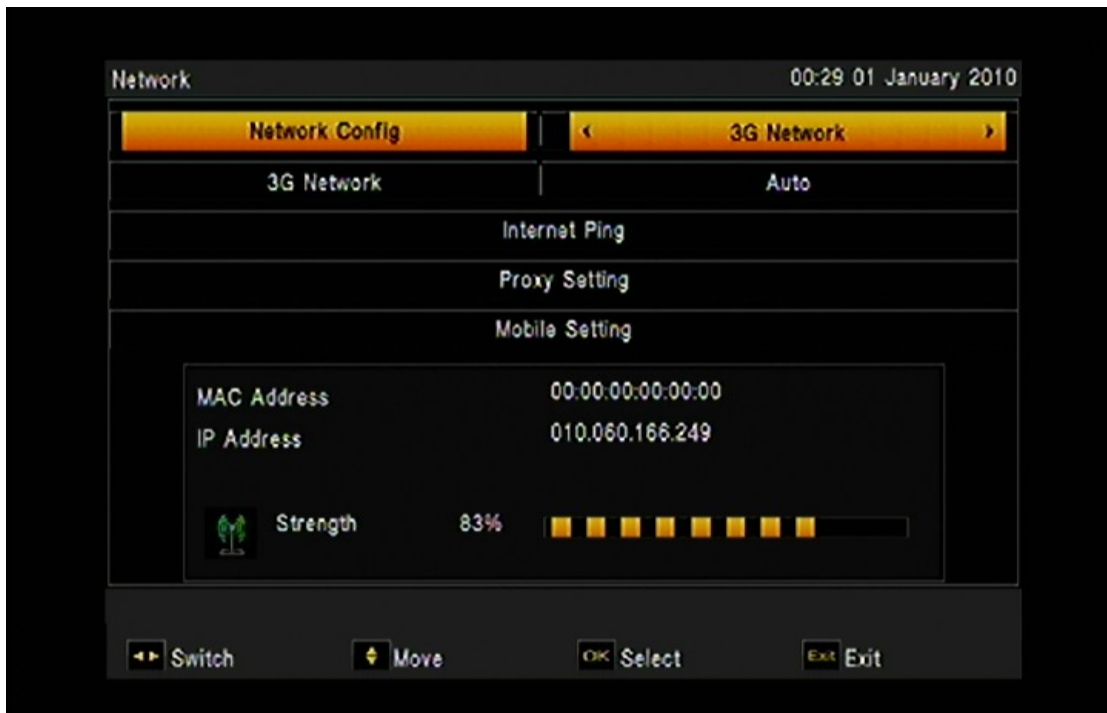 Network 00:29 01 January 2010
Network Config 3G Network
3G Network Auto
Internet Ping
Proxy Setting
Mobile Setting
MAC Address 00:00:00:00:00:00
IP Address 010.060.166.249
Strength 83%
Switch Move OK Select Exit Exit